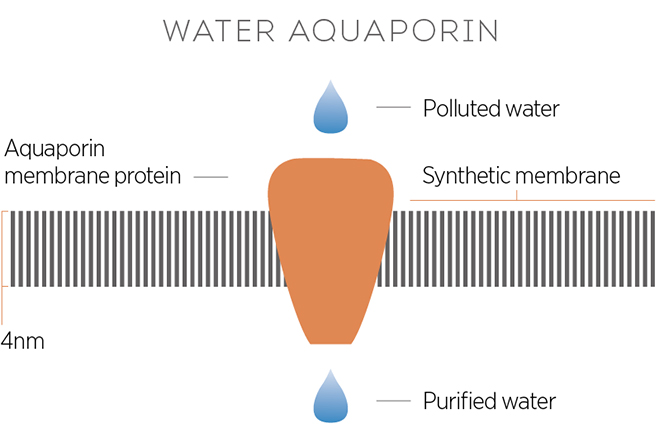 WATER AQUAPORIN
Polluted water
Aquaporin
membrane protein
Synthetic membrane
4nm
Purified water